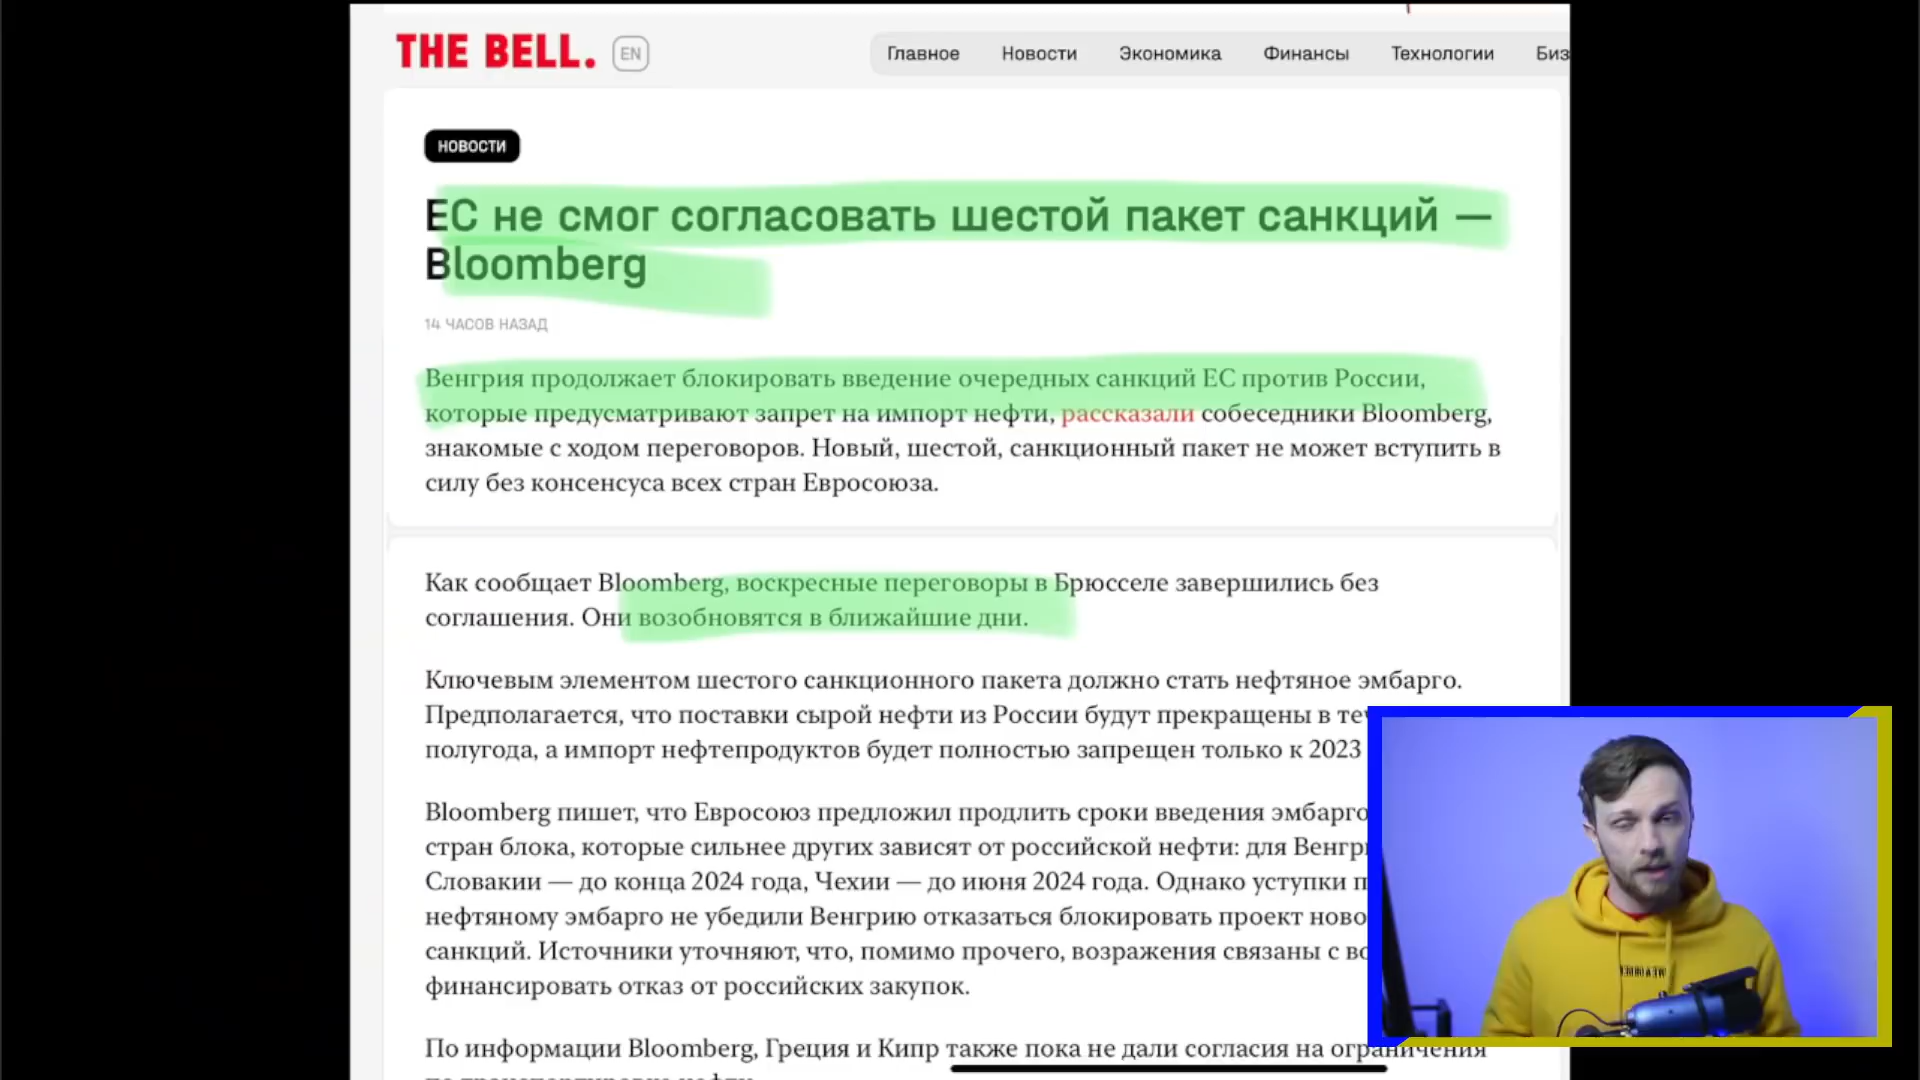 THE BELL.
EN
Главное Новости Экономика Финансы Технологии
НОВОСТИ
ЕС не смог согласовать шестой пакет санкций —
Bloomberg
14 ЧАСОВ НАЗАД
Венгрия продолжает блокировать введение очередных санкций ЕС против России,
которые предусматривают запрет на импорт нефти, рассказали собеседники Bloomberg,
знакомые с ходом переговоров. Новый, шестой, санкционный пакет не может вступить в
силу без консенсуса всех стран Евросоюза.
Как сообщает Bloomberg, воскресные переговоры в Брюсселе завершились без
соглашения. Они возобновятся в ближайшие дни.
Ключевым элементом шестого санкционного пакета должно стать нефтяное эмбарго.
Предполагается, что поставки сырой нефти из России будут прекращены в
полугода, а импорт нефтепродуктов будет полностью запрещен только к 2023
Bloomberg пишет, что Евросоюз предложил продлить сроки введения эмбарго
стран блока, которые сильнее других зависят от российской нефти: для
Словакии — до конца 2024 года, Чехии — до июня 2024 года. Однако уступки
нефтяному эмбарго не убедили Венгрию отказаться блокировать проект
санкций. Источники уточняют, что, помимо прочего, возражения связаны с
финансировать отказ от российских закупок.
По информации Bloomberg, Греция и Кипр также пока не дали согласия на ограничения